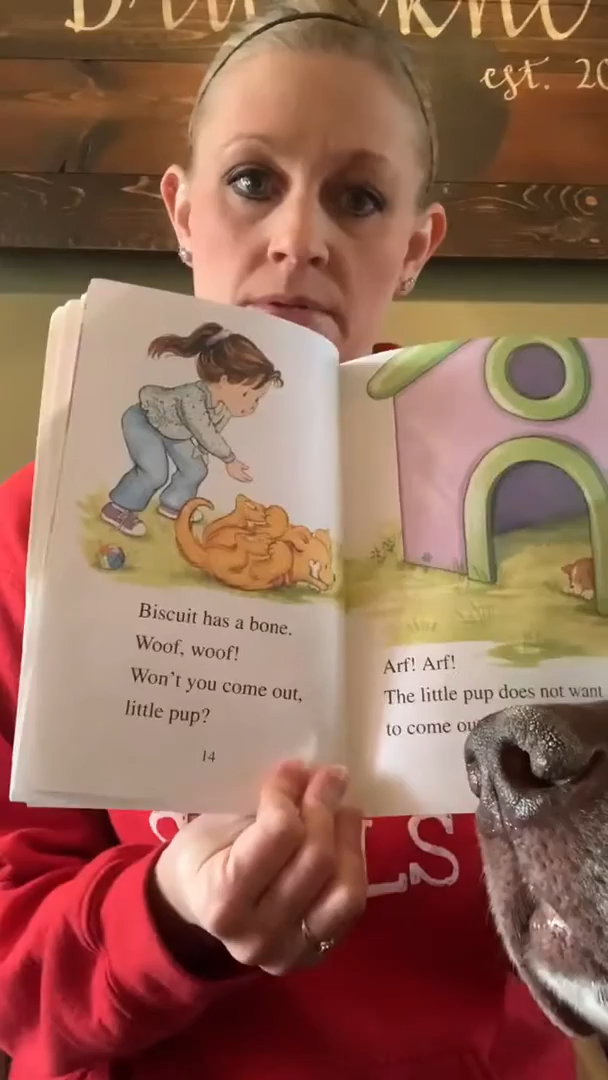 est. 20
Biscuit has a bone.
Woof, woof!
Won't you come out,
little pup?
14
Arf! Arf!
The little pup does not want
to come ou
LS